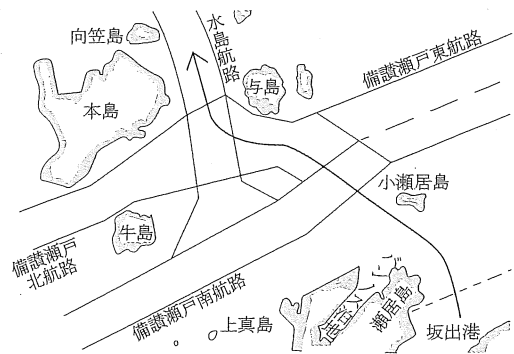 向笠島
水島航路
備讃瀬戸東航路
与島
本島
小瀬居島
牛島
備讃瀬戸
北航路
備讃瀬戸南航路
瀬居島
上真島
坂出港